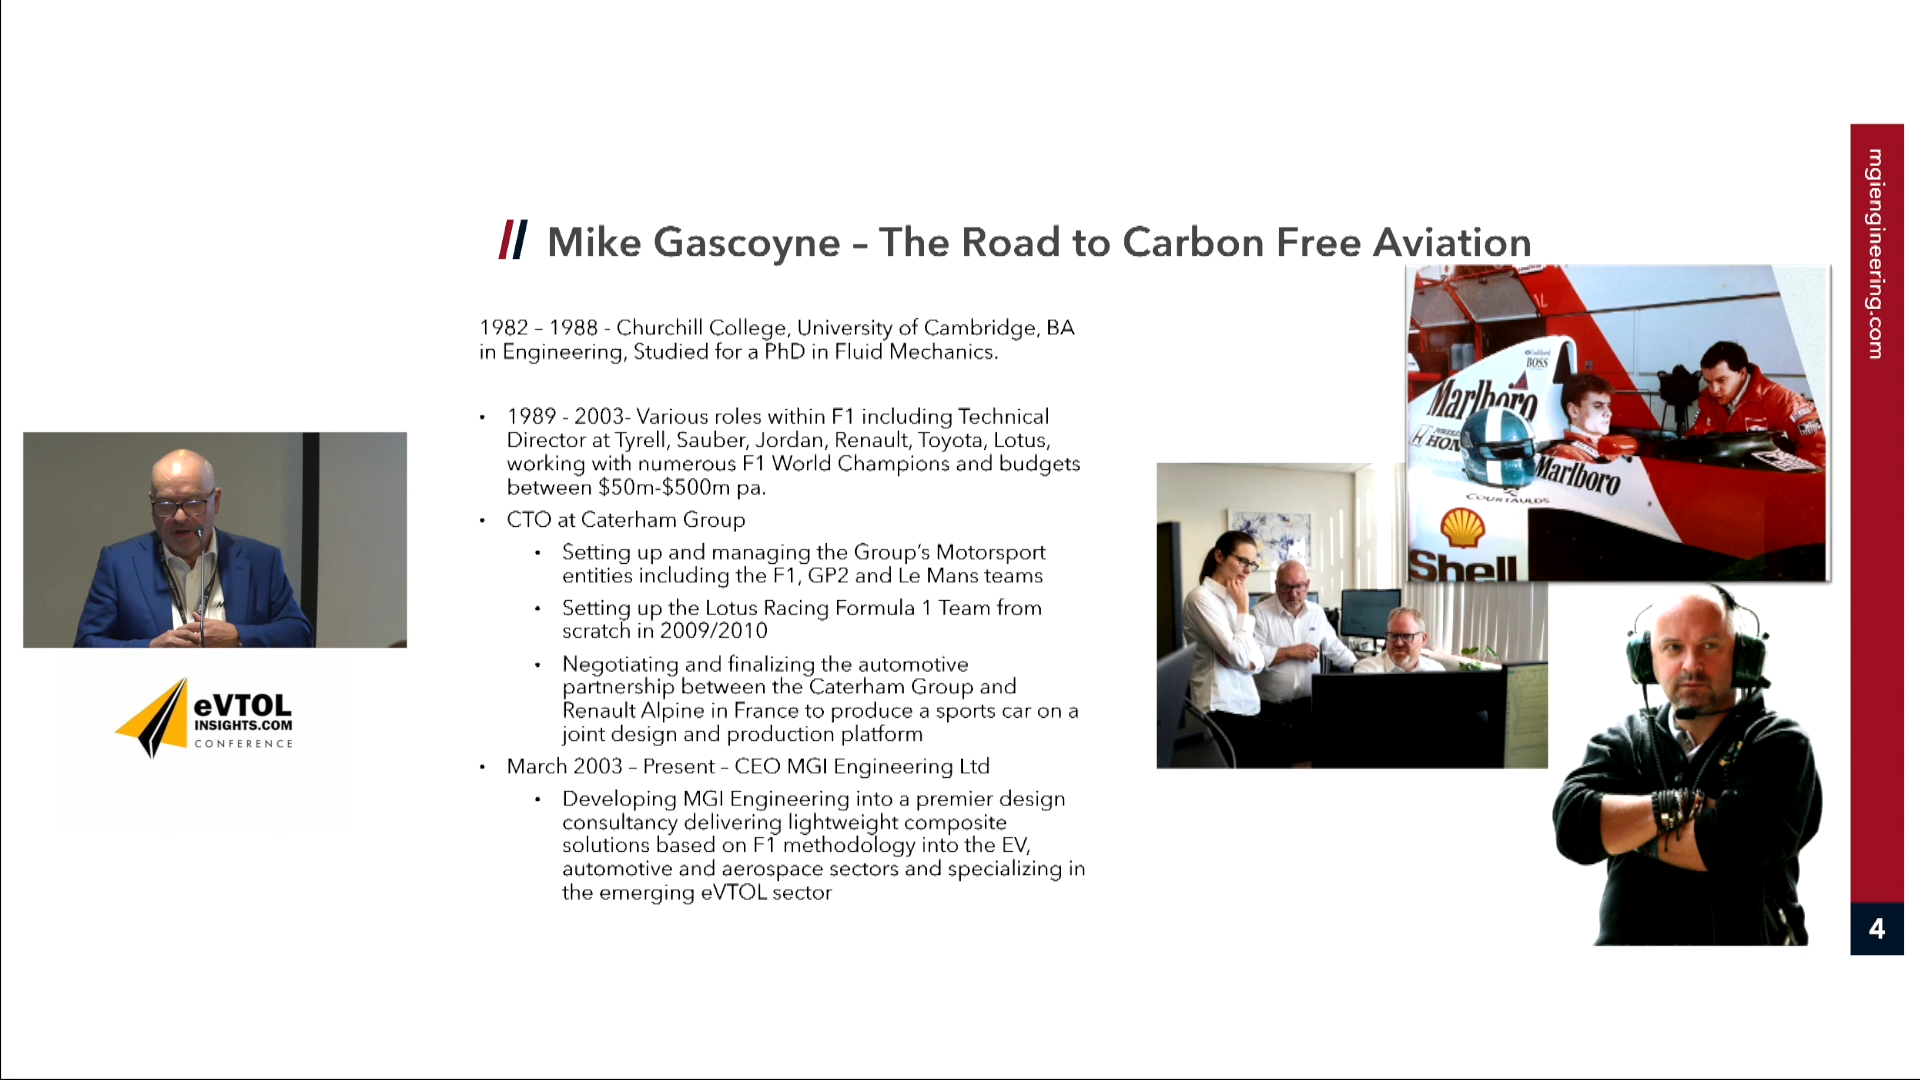 Mike Gascoyne – The Road to Carbon Free Aviation
1982 – 1988 - Churchill College, University of Cambridge, BA
in Engineering, Studied for a PhD in Fluid Mechanics.
• 1989 - 2003- Various roles within F1 including Technical
Director at Tyrell, Sauber, Jordan, Renault, Toyota, Lotus,
working with numerous F1 World Champions and budgets
between $50m-$500m pa.
• CTO at Caterham Group
• Setting up and managing the Group's Motorsport
entities including the F1, GP2 and Le Mans teams
• Setting up the Lotus Racing Formula 1 Team from
scratch in 2009/2010
• Negotiating and finalizing the automotive
partnership between the Caterham Group and
Renault Alpine in France to produce a sports car on a
joint design and production platform
• March 2003 – Present – CEO MGI Engineering Ltd
• Developing MGI Engineering into a premier design
consultancy delivering lightweight composite
solutions based on F1 methodology into the EV,
automotive and aerospace sectors and specializing in
the emerging eVTOL sector
eVTOL
INSIGHTS.COM
CONFERENCE
BOSS
Marlboro
Marlboro
COURTAULDS
Shell
mgiengineering.com
4